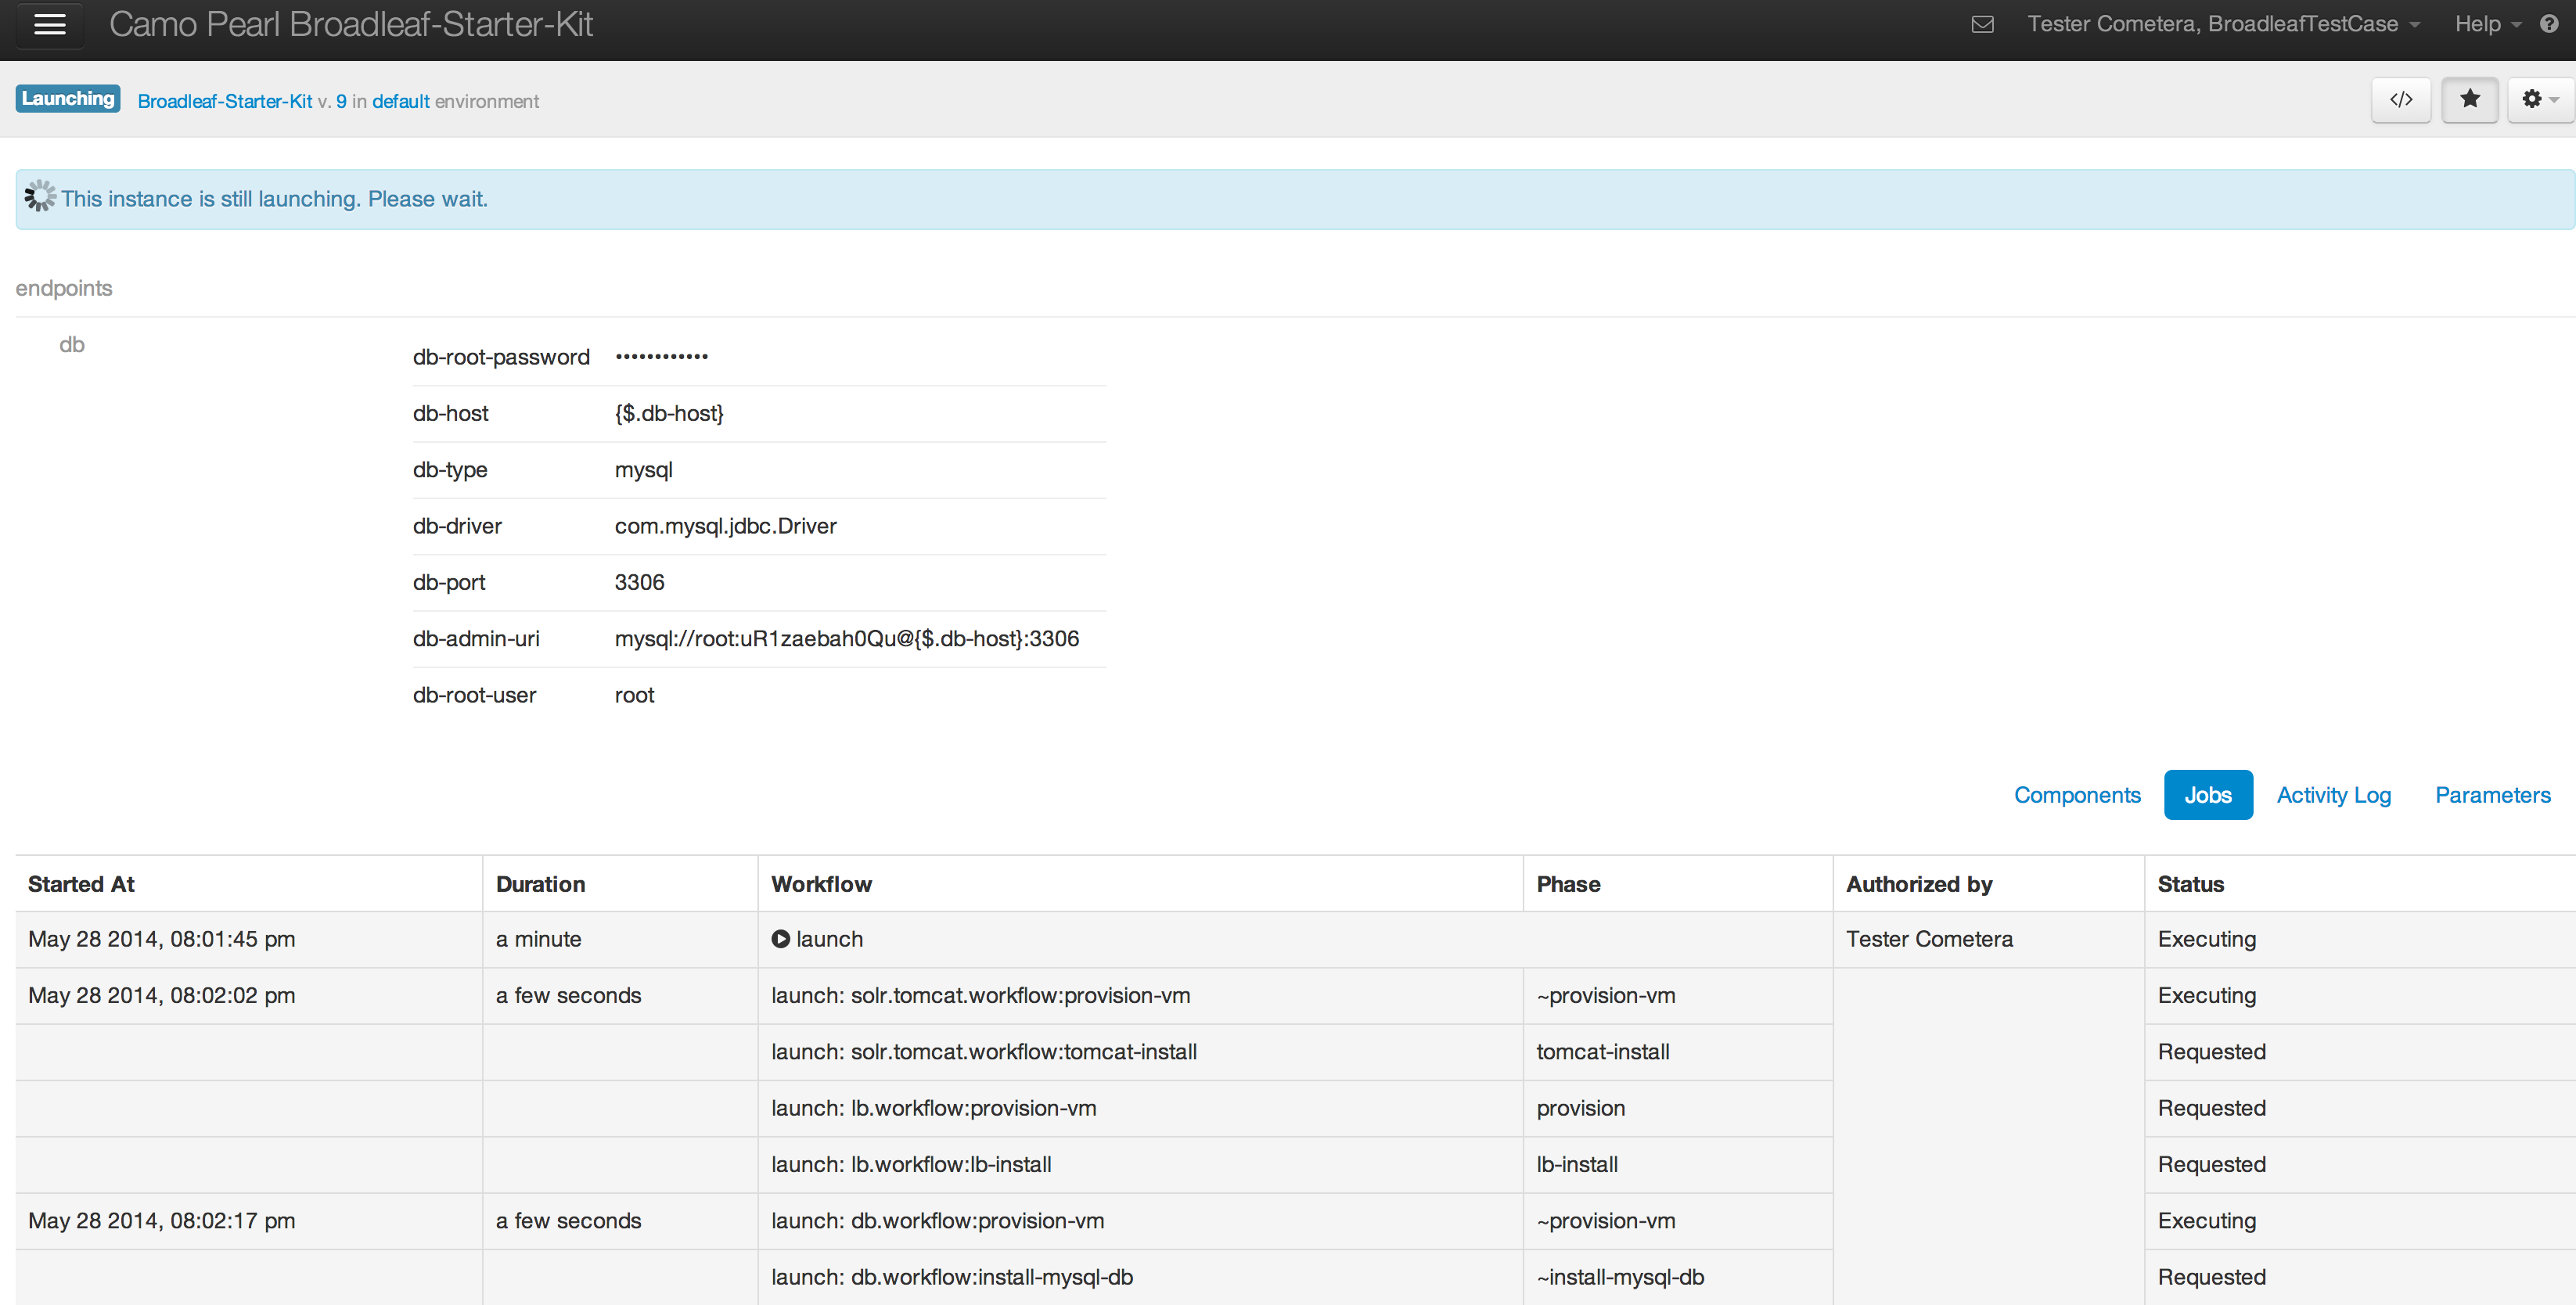 Camo Pearl Broadleaf-Starter-Kit Tester Cometera, BroadleafTestCase Help ?
Launching Broadleaf-Starter-Kit v. 9 in default environment </>
This instance is still launching. Please wait.
endpoints
db
db-root-password ••••••••••••
db-host {$.db-host}
db-type mysql
db-driver com.mysql.jdbc.Driver
db-port 3306
db-admin-uri mysql://root:uR1zaebah0Qu@{$.db-host}:3306
db-root-user root
Components Jobs Activity Log Parameters
Started At Duration Workflow Phase Authorized by Status
May 28 2014, 08:01:45 pm a minute launch Tester Cometera Executing
May 28 2014, 08:02:02 pm a few seconds launch: solr.tomcat.workflow:provision-vm ~provision-vm Executing
launch: solr.tomcat.workflow:tomcat-install tomcat-install Requested
launch: lb.workflow:provision-vm provision Requested
launch: lb.workflow:lb-install lb-install Requested
May 28 2014, 08:02:17 pm a few seconds launch: db.workflow:provision-vm ~provision-vm Executing
launch: db.workflow:install-mysql-db ~install-mysql-db Requested